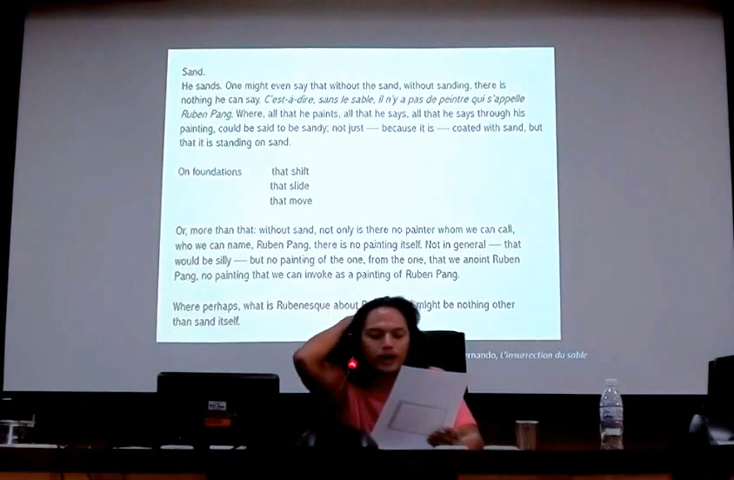 Sand.
He sands. One might even say that without the sand, without sanding, there is
nothing he can say. C'est-à-dire, sans le sable, il n'y a pas de peintre qui s'appelle
Ruben Pang. Where, all that he paints, all that he says, all that he says through his
painting, could be said to be sandy; not just — because it is — coated with sand, but
that it is standing on sand.
On foundations that shift
that slide
that move
Or, more than that: without sand, not only is there no painter whom we can call,
who we can name, Ruben Pang, there is no painting itself. Not in general — that
would be silly — but no painting of the one, from the one, that we anoint Ruben
Pang, no painting that we can invoke as a painting of Ruben Pang.
Where perhaps, what is Rubenesque about might be nothing other
than sand itself.
L'insurrection du sable